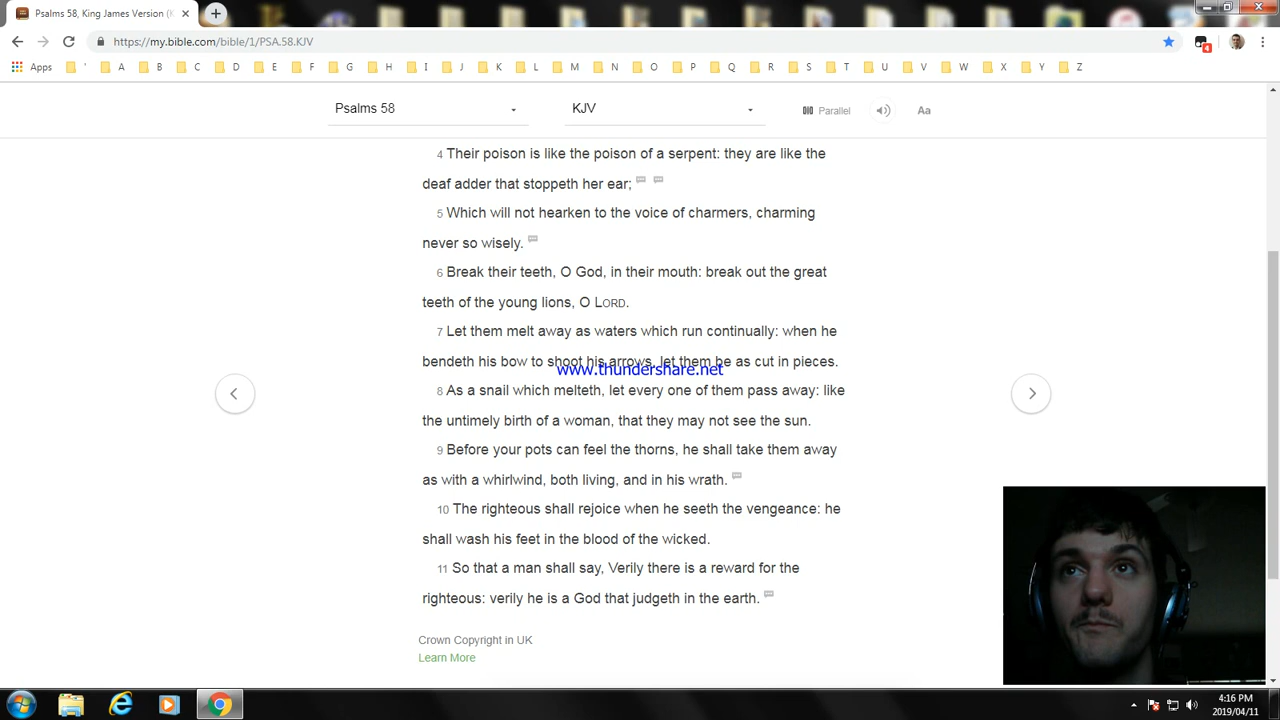 Psalms 58, King James Version (K
https://my.bible.com/bible/1/PSA.58.KJV
4
Apps ' A B C D E F G H I J K L M N O P Q R S T U V W X Y Z
Psalms 58 KJV Parallel Aa
4 Their poison is like the poison of a serpent: they are like the
deaf adder that stoppeth her ear;
5 Which will not hearken to the voice of charmers, charming
never so wisely.
6 Break their teeth, O God, in their mouth: break out the great
teeth of the young lions, O LORD.
7 Let them melt away as waters which run continually: when he
bendeth his bow to shoot his arrows, let them be as cut in pieces.
www.thundershare.net
8 As a snail which melteth, let every one of them pass away: like
the untimely birth of a woman, that they may not see the sun.
9 Before your pots can feel the thorns, he shall take them away
as with a whirlwind, both living, and in his wrath.
10 The righteous shall rejoice when he seeth the vengeance: he
shall wash his feet in the blood of the wicked.
11 So that a man shall say, Verily there is a reward for the
righteous: verily he is a God that judgeth in the earth.
Crown Copyright in UK
Learn More
4:16 PM
2019/04/11